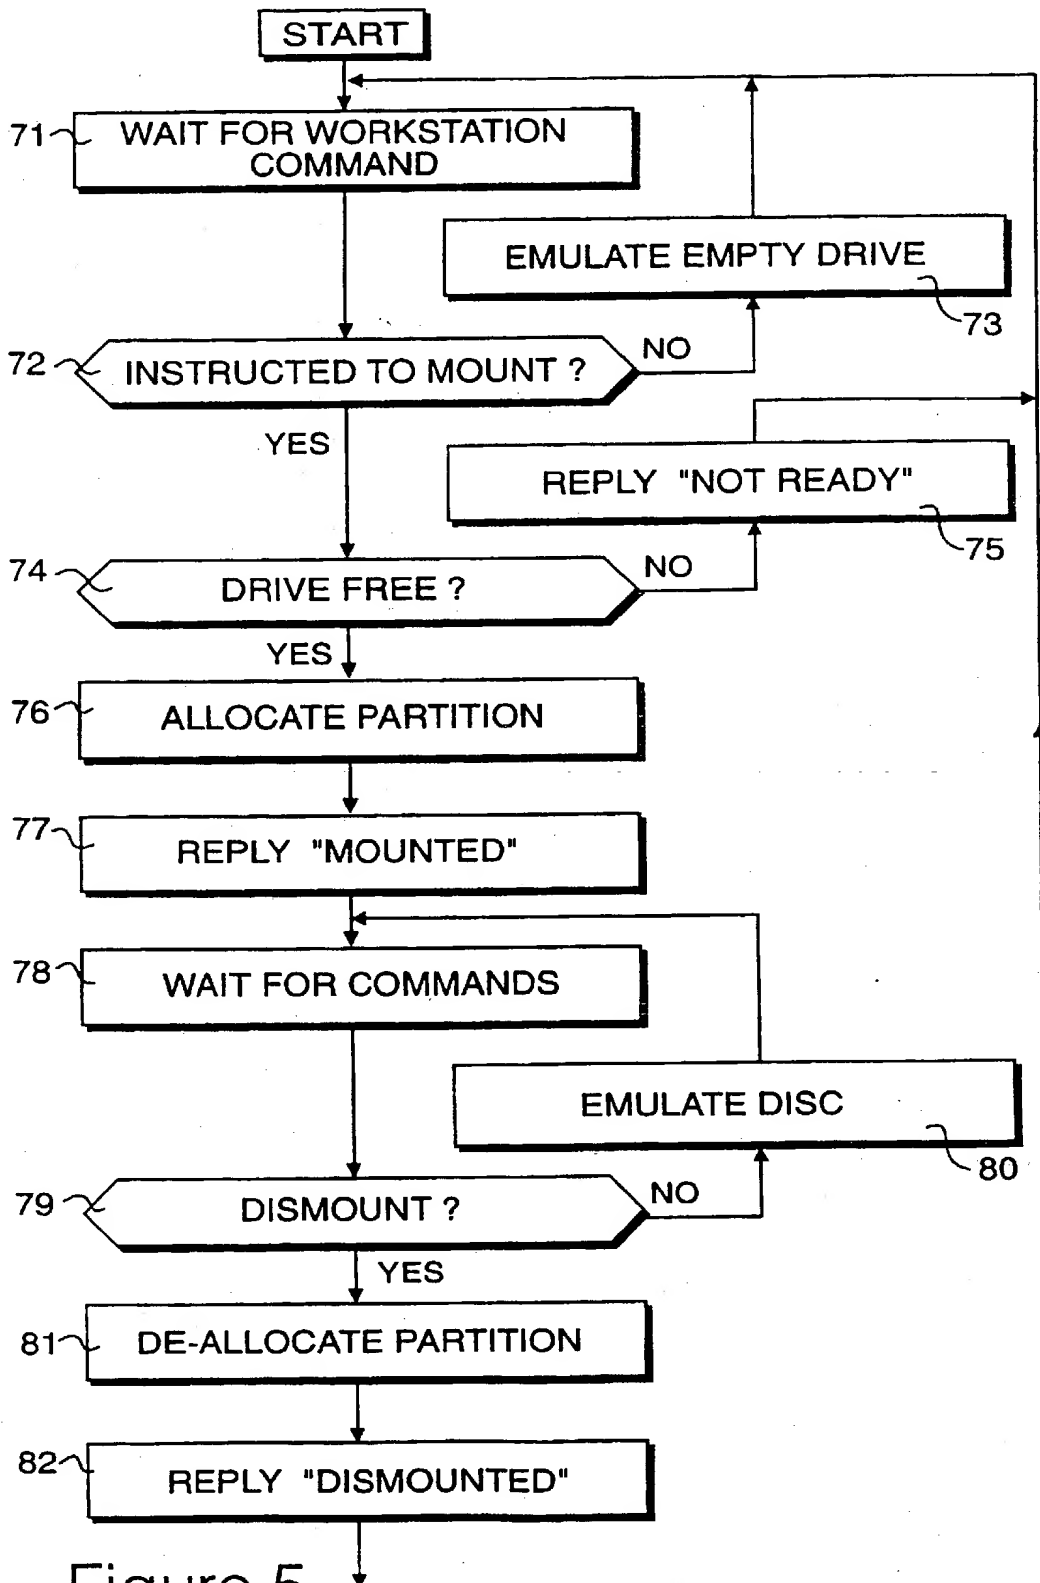 START
71
WAIT FOR WORKSTATION
COMMAND
EMULATE EMPTY DRIVE
73
72
INSTRUCTED TO MOUNT ?
NO
YES
REPLY "NOT READY"
75
74
DRIVE FREE ?
NO
YES
76
ALLOCATE PARTITION
77
REPLY "MOUNTED"
78
WAIT FOR COMMANDS
EMULATE DISC
80
79
DISMOUNT ?
NO
YES
81
DE-ALLOCATE PARTITION
82
REPLY "DISMOUNTED"
Figure 5